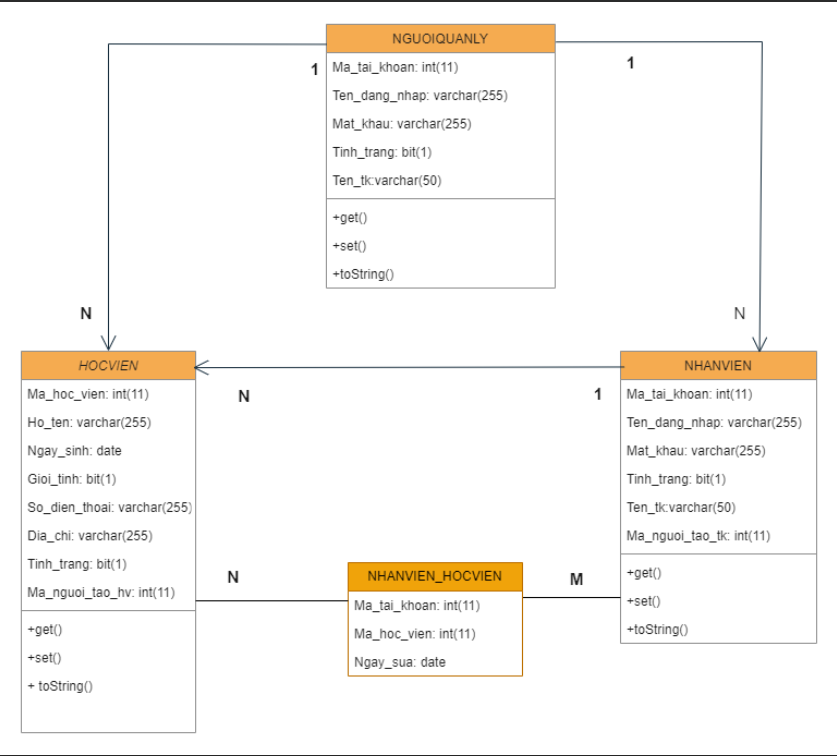 NGUOIQUANLY
Ma_tai_khoan: int(11)
Ten_dang_nhap: varchar(255)
Mat_khau: varchar(255)
Tinh_trang: bit(1)
Ten_tk:varchar(50)
+get()
+set()
+toString()
1
1
N
N
HOCVIEN
Ma_hoc_vien: int(11)
Ho_ten: varchar(255)
Ngay_sinh: date
Gioi_tinh: bit(1)
So_dien_thoai: varchar(255)
Dia_chi: varchar(255)
Tinh_trang: bit(1)
Ma_nguoi_tao_hv: int(11)
+get()
+set()
+ toString()
N
1
NHANVIEN
Ma_tai_khoan: int(11)
Ten_dang_nhap: varchar(255)
Mat_khau: varchar(255)
Tinh_trang: bit(1)
Ten_tk:varchar(50)
Ma_nguoi_tao_tk: int(11)
+get()
+set()
+toString()
N
M
NHANVIEN_HOCVIEN
Ma_tai_khoan: int(11)
Ma_hoc_vien: int(11)
Ngay_sua: date